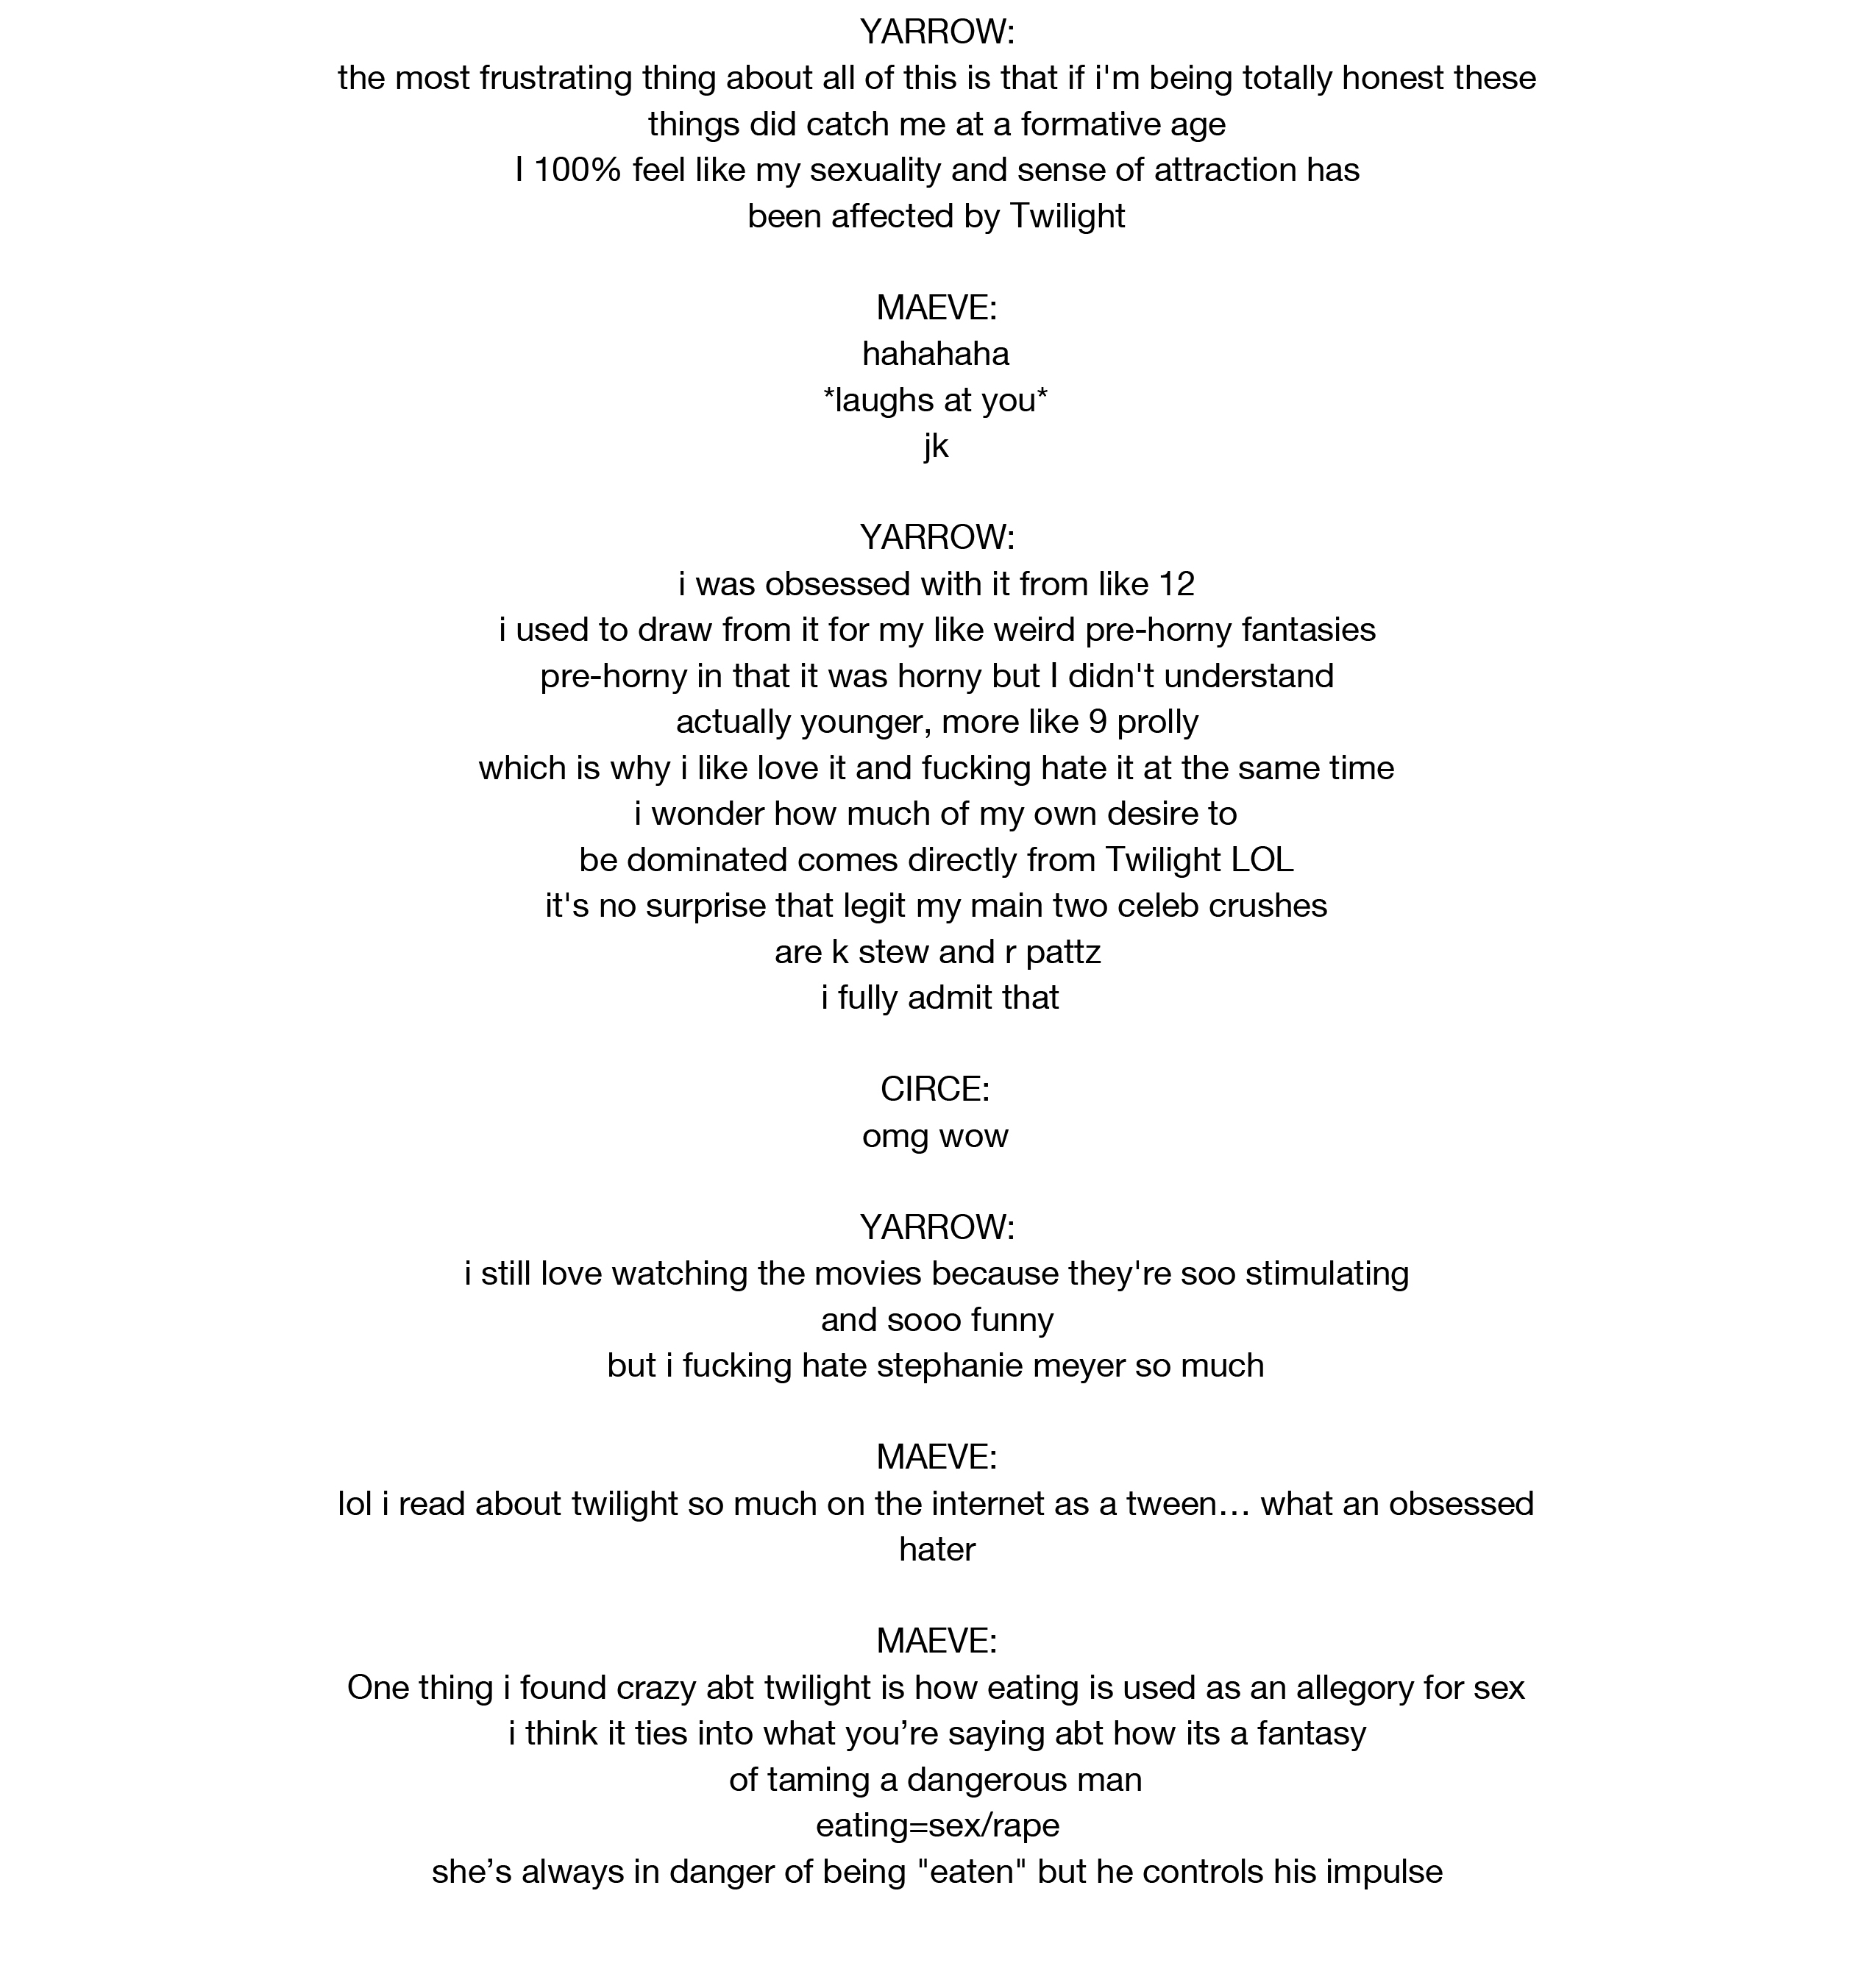 YARROW:
the most frustrating thing about all of this is that if i'm being totally honest these
things did catch me at a formative age
I 100% feel like my sexuality and sense of attraction has
been affected by Twilight
MAEVE:
hahahaha
*laughs at you*
jk
YARROW:
i was obsessed with it from like 12
i used to draw from it for my like weird pre-horny fantasies
pre-horny in that it was horny but I didn't understand
actually younger, more like 9 prolly
which is why i like love it and fucking hate it at the same time
i wonder how much of my own desire to
be dominated comes directly from Twilight LOL
it's no surprise that legit my main two celeb crushes
are k stew and r pattz
i fully admit that
CIRCE:
omg wow
YARROW:
i still love watching the movies because they're soo stimulating
and sooo funny
but i fucking hate stephanie meyer so much
MAEVE:
lol i read about twilight so much on the internet as a tween... what an obsessed
hater
MAEVE:
One thing i found crazy abt twilight is how eating is used as an allegory for sex
i think it ties into what you’re saying abt how its a fantasy
of taming a dangerous man
eating=sex/rape
she’s always in danger of being "eaten" but he controls his impulse